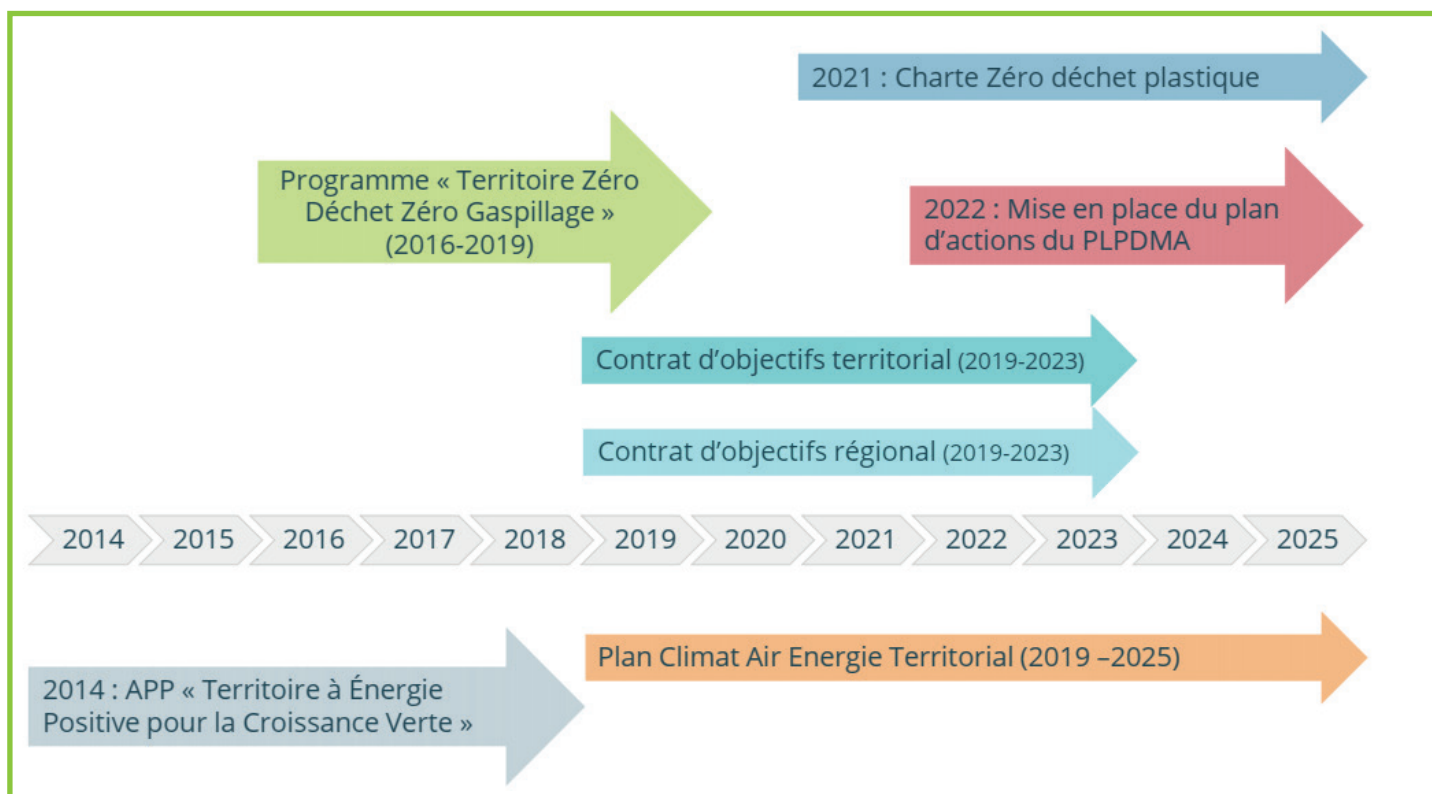 2021 : Charte Zéro déchet plastique
Programme « Territoire Zéro
Déchet Zéro Gaspillage »
(2016-2019)
2022 : Mise en place du plan
d’actions du PLPDMA
Contrat d’objectifs territorial (2019-2023)
Contrat d’objectifs régional (2019-2023)
2014 2015 2016 2017 2018 2019 2020 2021 2022 2023 2024 2025
Plan Climat Air Energie Territorial (2019 –2025)
2014 : APP « Territoire à Énergie
Positive pour la Croissance Verte »